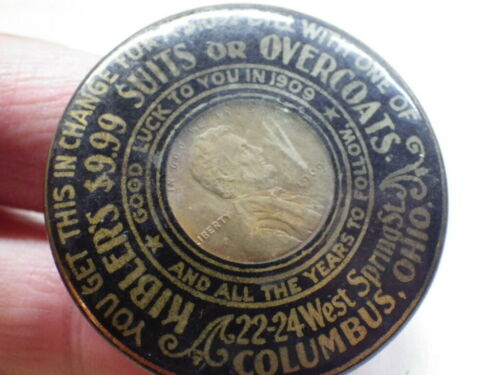 YOU GET THIS IN CHANGE FOR A $10.00 BILL WITH ONE OF
KIBLER'S $9.99 SUITS OR OVERCOATS.
22-24 West Spring St.
COLUMBUS, OHIO.
GOOD LUCK TO YOU IN 1909
AND ALL THE YEARS TO FOLLOW
LIBERTY
1909